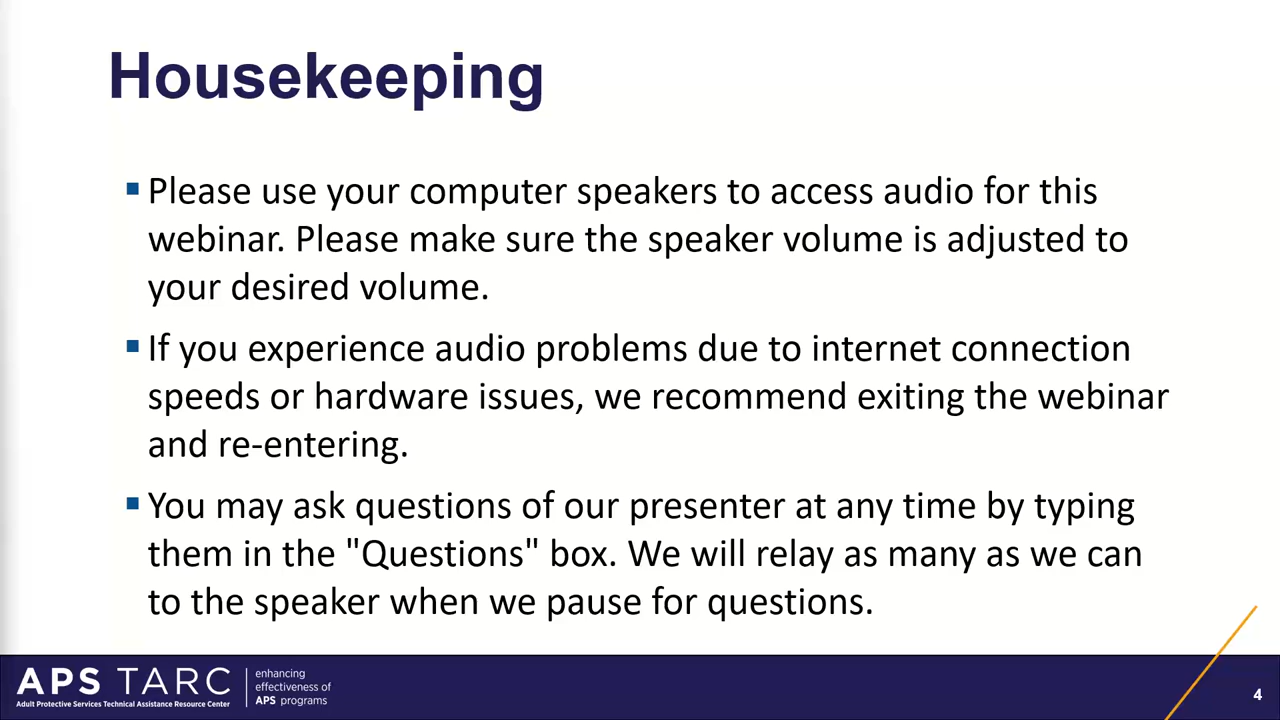 Housekeeping
▪ Please use your computer speakers to access audio for this
webinar. Please make sure the speaker volume is adjusted to
your desired volume.
▪ If you experience audio problems due to internet connection
speeds or hardware issues, we recommend exiting the webinar
and re-entering.
▪ You may ask questions of our presenter at any time by typing
them in the "Questions" box. We will relay as many as we can
to the speaker when we pause for questions.
APS TARC
Adult Protective Services Technical Assistance Resource Center
enhancing
effectiveness of
APS programs
4